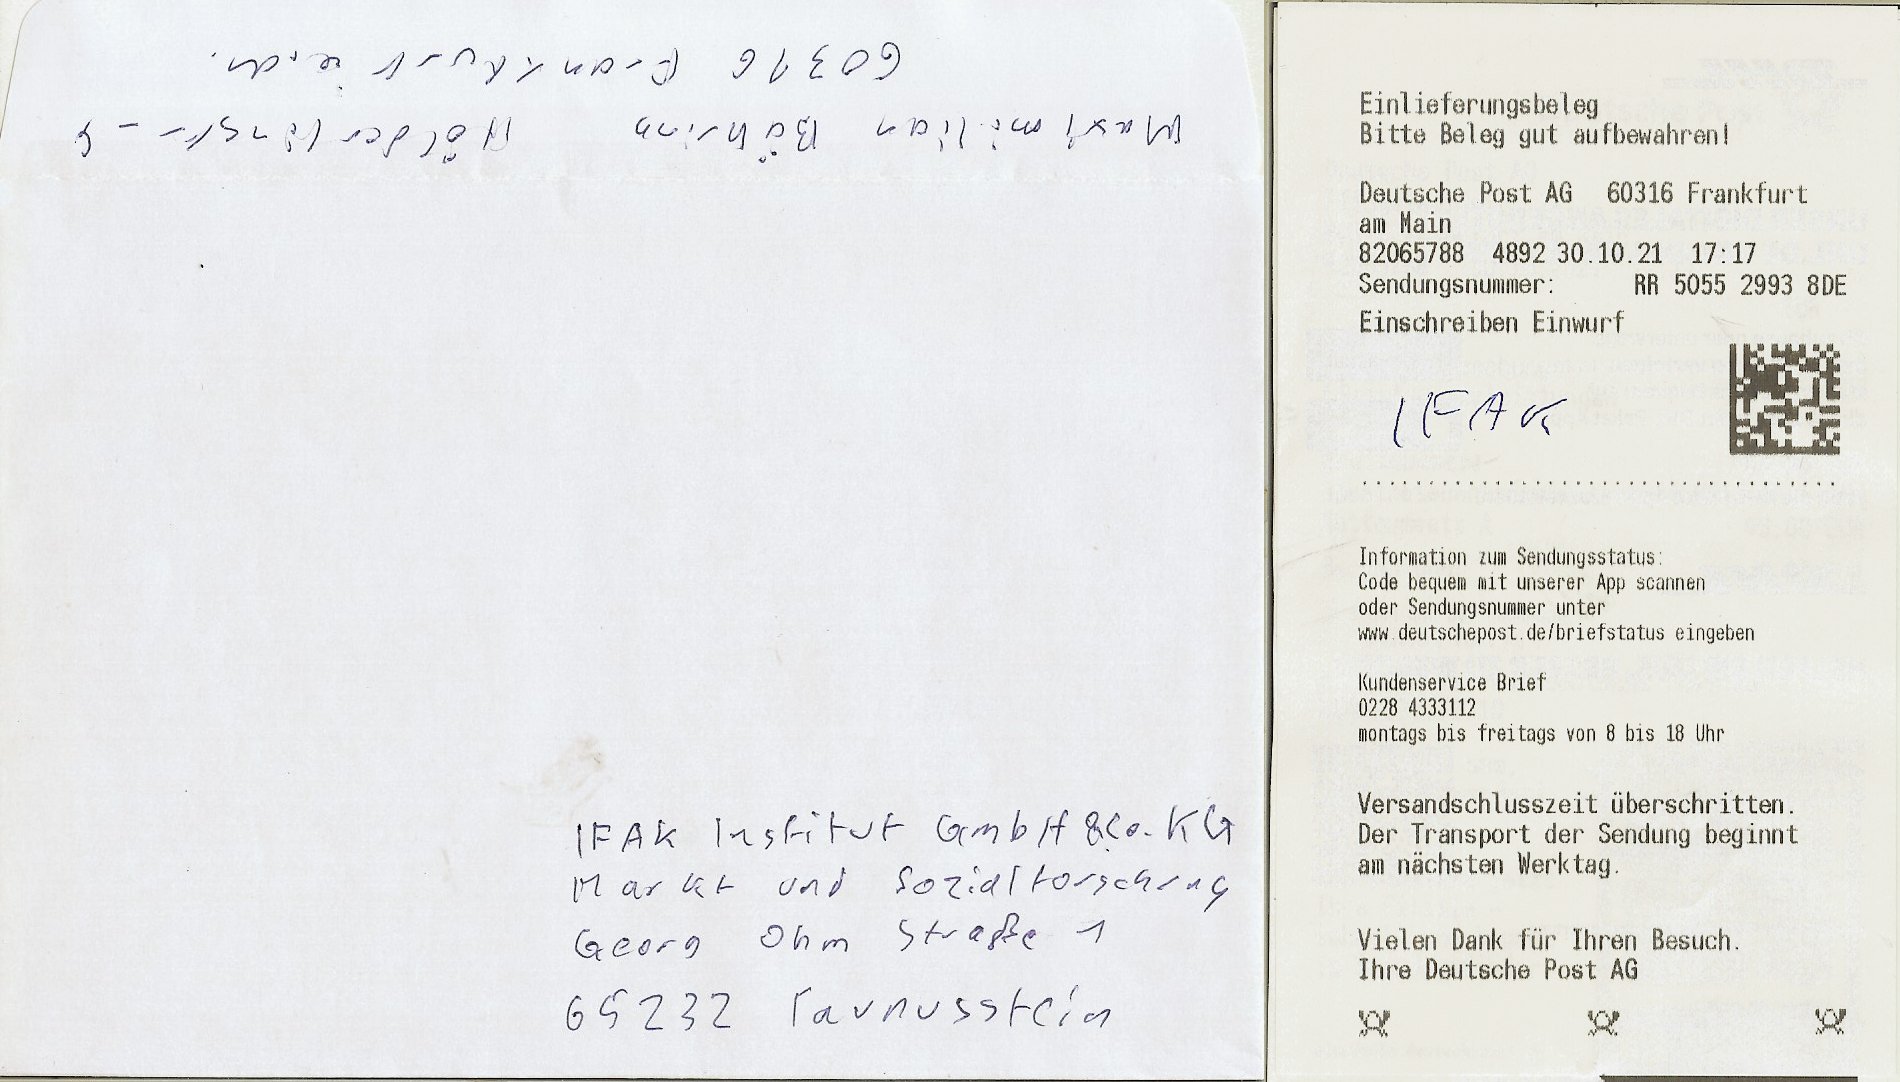 60316 Frankfurt a. M.
Maximilian Bähring Hölderlinstr. 4
IFAK Institut GmbH & Co. KG
Markt und Sozialforschung
Georg Ohm Straße 1
65232 Taunusstein
Einlieferungsbeleg
Bitte Beleg gut aufbewahren!
Deutsche Post AG 60316 Frankfurt
am Main
82065788 4892 30.10.21 17:17
Sendungsnummer: RR 5055 2993 8DE
Einschreiben Einwurf
IFAK
Information zum Sendungsstatus:
Code bequem mit unserer App scannen
oder Sendungsnummer unter
www.deutschepost.de/briefstatus eingeben
Kundenservice Brief
0228 4333112
montags bis freitags von 8 bis 18 Uhr
Versandschlusszeit überschritten.
Der Transport der Sendung beginnt
am nächsten Werktag.
Vielen Dank für Ihren Besuch.
Ihre Deutsche Post AG